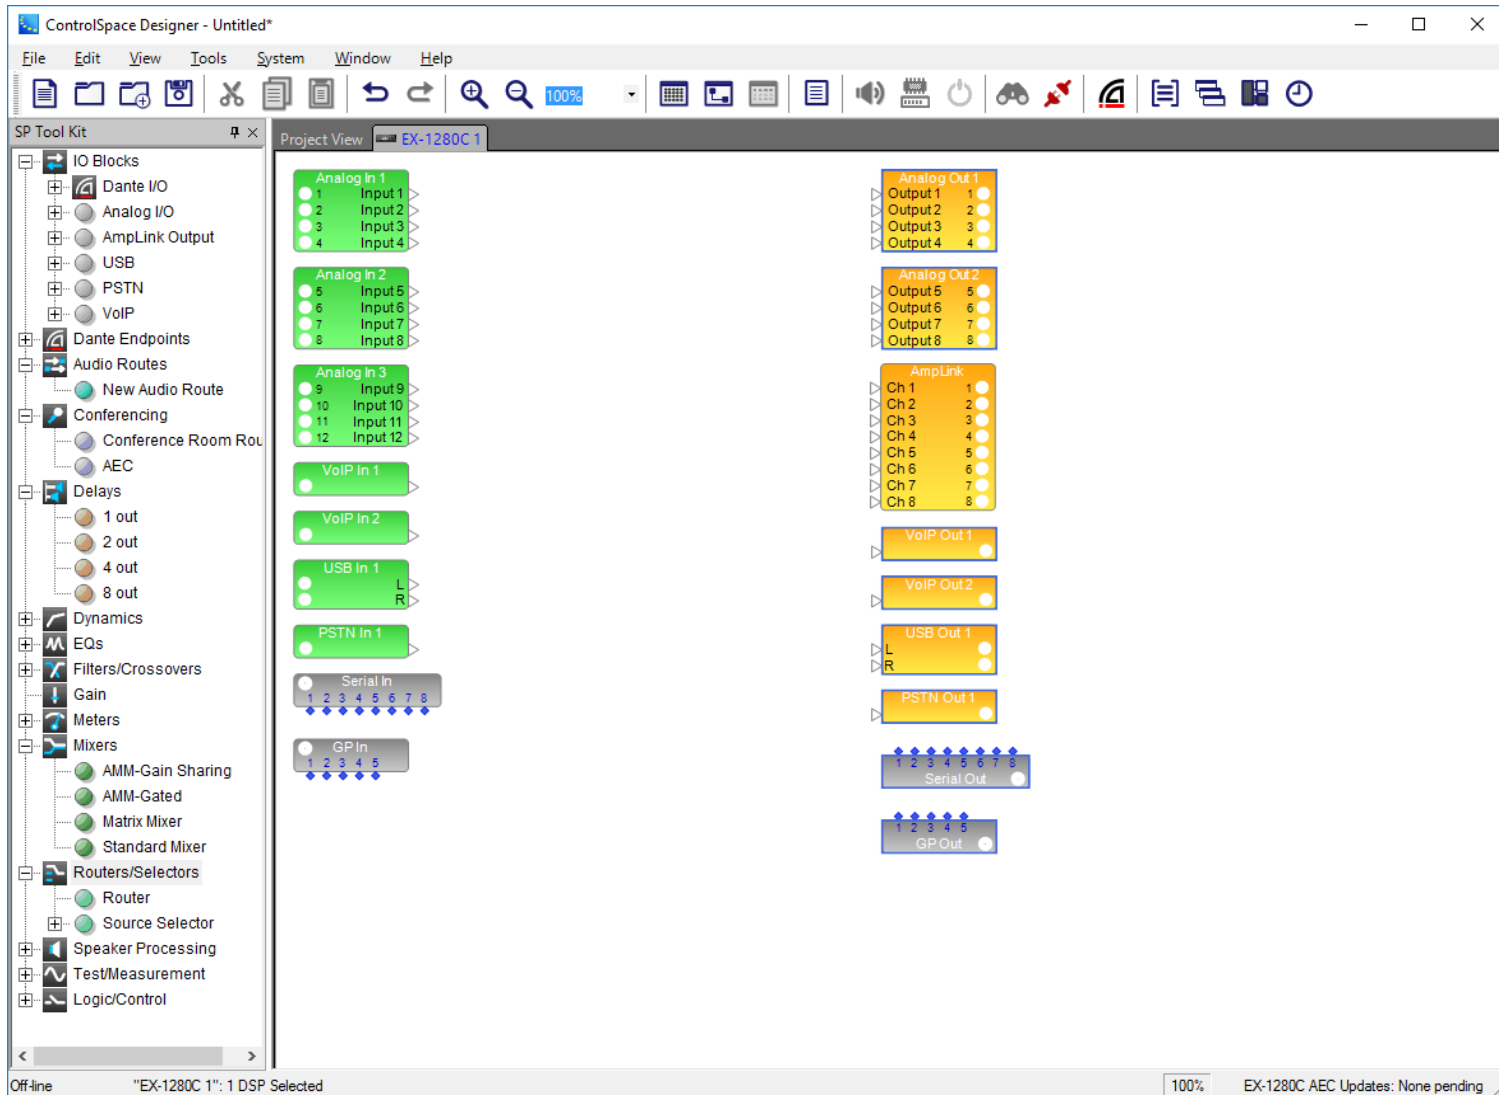 ControlSpace Designer - Untitled*
File Edit View Tools System Window Help
100%
SP Tool Kit
Project View EX-1280C 1
IO Blocks
Dante I/O
Analog I/O
AmpLink Output
USB
PSTN
VoIP
Dante Endpoints
Audio Routes
New Audio Route
Conferencing
Conference Room Rou
AEC
Delays
1 out
2 out
4 out
8 out
Dynamics
EQs
Filters/Crossovers
Gain
Meters
Mixers
AMM-Gain Sharing
AMM-Gated
Matrix Mixer
Standard Mixer
Routers/Selectors
Router
Source Selector
Speaker Processing
Test/Measurement
Logic/Control
Analog In 1
1 Input 1
2 Input 2
3 Input 3
4 Input 4
Analog In 2
5 Input 5
6 Input 6
7 Input 7
8 Input 8
Analog In 3
9 Input 9
10 Input 10
11 Input 11
12 Input 12
VoIP In 1
VoIP In 2
USB In 1
L
R
PSTN In 1
Serial In
1 2 3 4 5 6 7 8
GP In
1 2 3 4 5
Analog Out 1
Output 1 1
Output 2 2
Output 3 3
Output 4 4
Analog Out 2
Output 5 5
Output 6 6
Output 7 7
Output 8 8
AmpLink
Ch 1 1
Ch 2 2
Ch 3 3
Ch 4 4
Ch 5 5
Ch 6 6
Ch 7 7
Ch 8 8
VoIP Out 1
VoIP Out 2
USB Out 1
L
R
PSTN Out 1
1 2 3 4 5 6 7 8
Serial Out
1 2 3 4 5
GP Out
Off-line "EX-1280C 1": 1 DSP Selected 100% EX-1280C AEC Updates: None pending